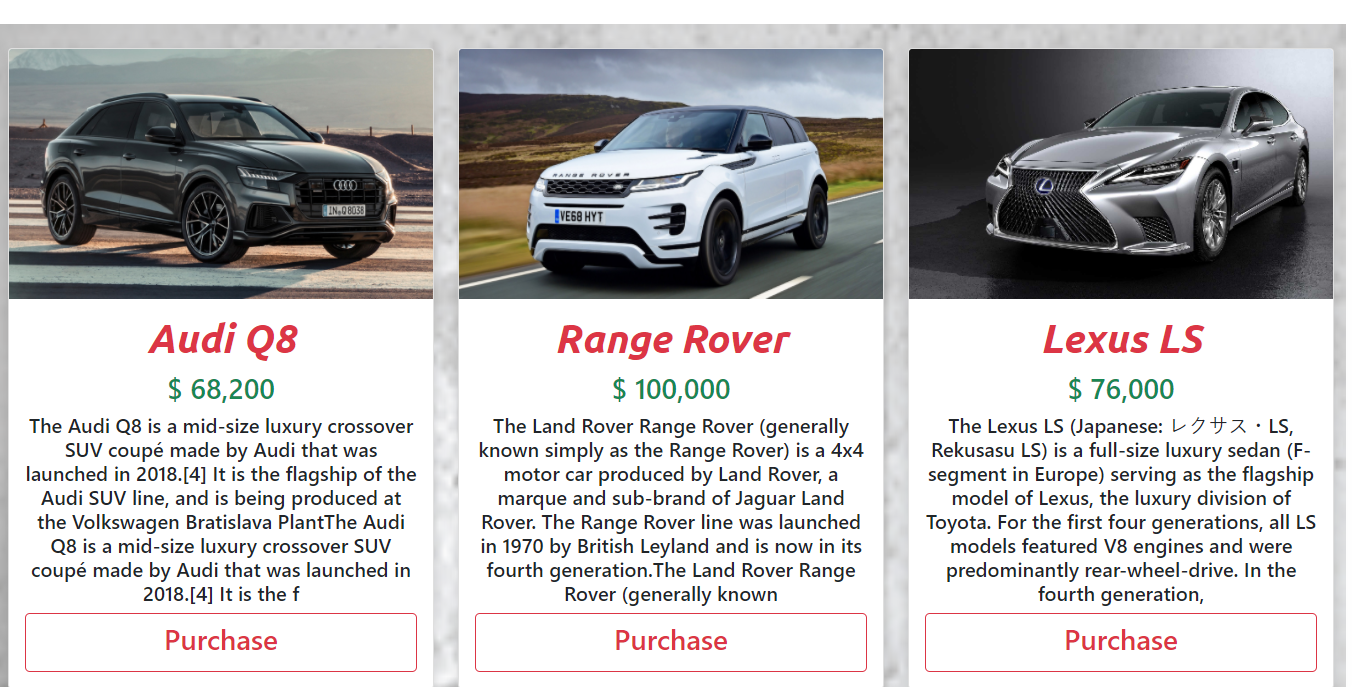 IN Q 8038
RANGE ROVER
VE68 HYT
Audi Q8
$ 68,200
The Audi Q8 is a mid-size luxury crossover
SUV coupé made by Audi that was
launched in 2018.[4] It is the flagship of the
Audi SUV line, and is being produced at
the Volkswagen Bratislava PlantThe Audi
Q8 is a mid-size luxury crossover SUV
coupé made by Audi that was launched in
2018.[4] It is the f
Purchase
Range Rover
$ 100,000
The Land Rover Range Rover (generally
known simply as the Range Rover) is a 4x4
motor car produced by Land Rover, a
marque and sub-brand of Jaguar Land
Rover. The Range Rover line was launched
in 1970 by British Leyland and is now in its
fourth generation.The Land Rover Range
Rover (generally known
Purchase
Lexus LS
$ 76,000
The Lexus LS (Japanese: レクサス・LS,
Rekusasu LS) is a full-size luxury sedan (F-
segment in Europe) serving as the flagship
model of Lexus, the luxury division of
Toyota. For the first four generations, all LS
models featured V8 engines and were
predominantly rear-wheel-drive. In the
fourth generation,
Purchase